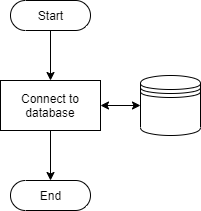 Start
Connect to
database
End